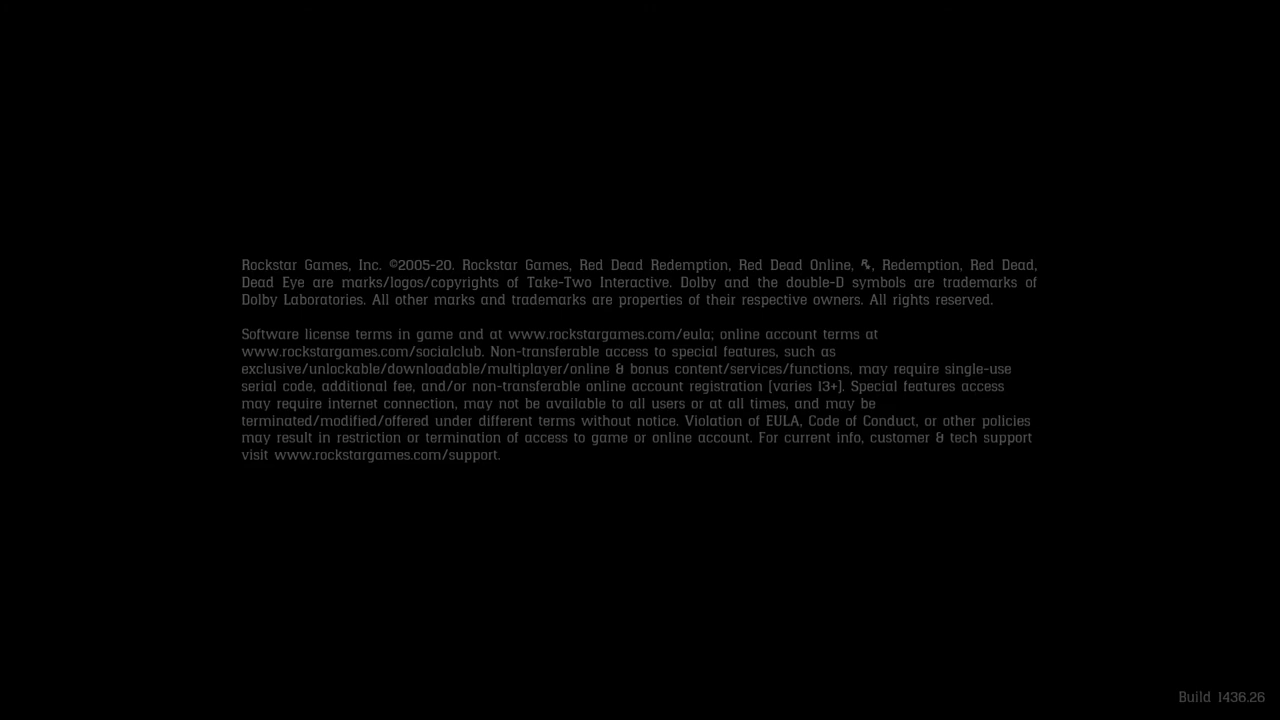 Rockstar Games, Inc. ©2005-20. Rockstar Games, Red Dead Redemption, Red Dead Online, , Redemption, Red Dead,
Dead Eye are marks/logos/copyrights of Take-Two Interactive. Dolby and the double-D symbols are trademarks of
Dolby Laboratories. All other marks and trademarks are properties of their respective owners. All rights reserved.
Software license terms in game and at www.rockstargames.com/eula; online account terms at
www.rockstargames.com/socialclub. Non-transferable access to special features, such as
exclusive/unlockable/downloadable/multiplayer/online & bonus content/services/functions, may require single-use
serial code, additional fee, and/or non-transferable online account registration [varies 13+]. Special features access
may require internet connection, may not be available to all users or at all times, and may be
terminated/modified/offered under different terms without notice. Violation of EULA, Code of Conduct, or other policies
may result in restriction or termination of access to game or online account. For current info, customer & tech support
visit www.rockstargames.com/support.
Build 1436.26